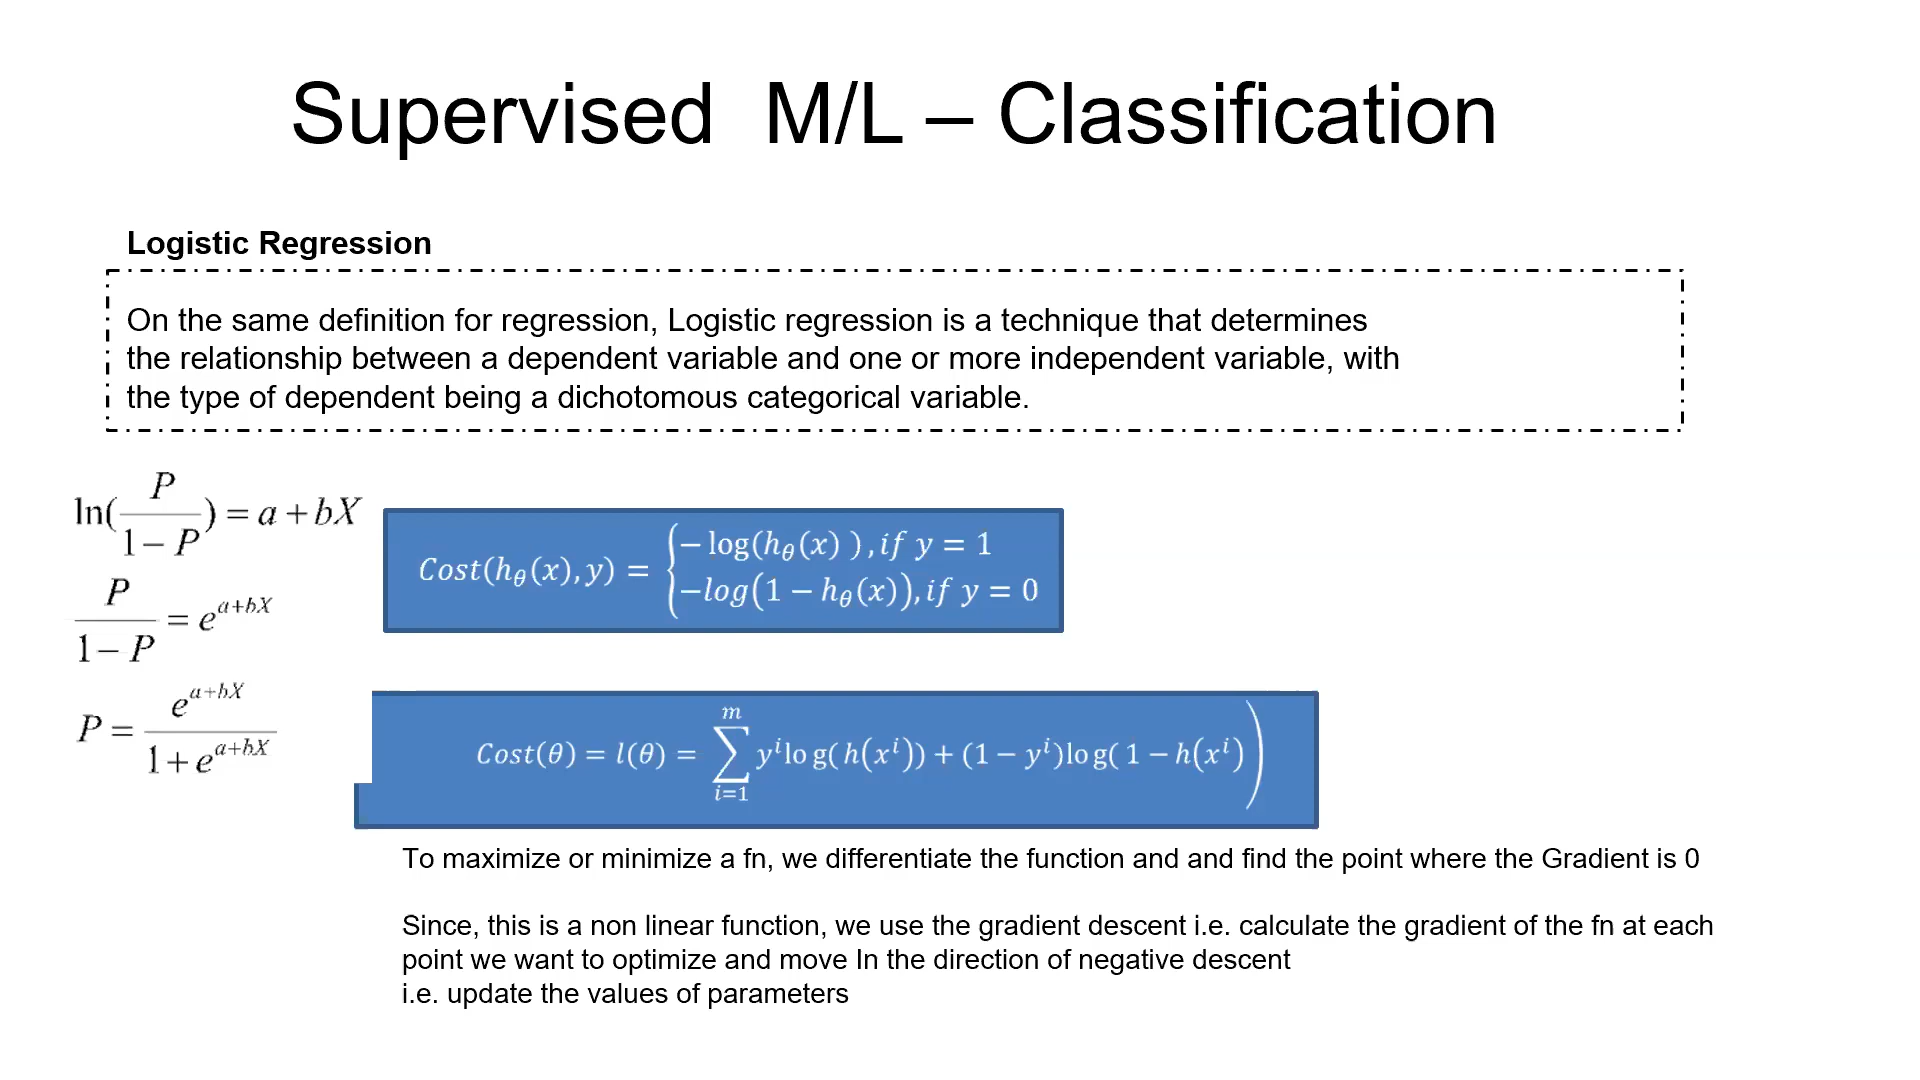 Supervised  M/L – Classification
Logistic Regression
On the same definition for regression, Logistic regression is a technique that determines
the relationship between a dependent variable and one or more independent variable, with
the type of dependent being a dichotomous categorical variable.
ln(P/(1 − P)) = a + bX
P/(1 − P) = e^(a+bX)
P = e^(a+bX)/(1 + e^(a+bX))
Cost(h_θ(x), y) = { − log(h_θ(x) ), if y = 1
−log(1 − h_θ(x)), if y = 0
Cost(θ) = l(θ) = ∑_{i=1}^{m} y^i log( h(x^i)) + (1 − y^i)log( 1 − h(x^i) )
To maximize or minimize a fn, we differentiate the function and and find the point where the Gradient is 0
Since, this is a non linear function, we use the gradient descent i.e. calculate the gradient of the fn at each
point we want to optimize and move In the direction of negative descent
i.e. update the values of parameters